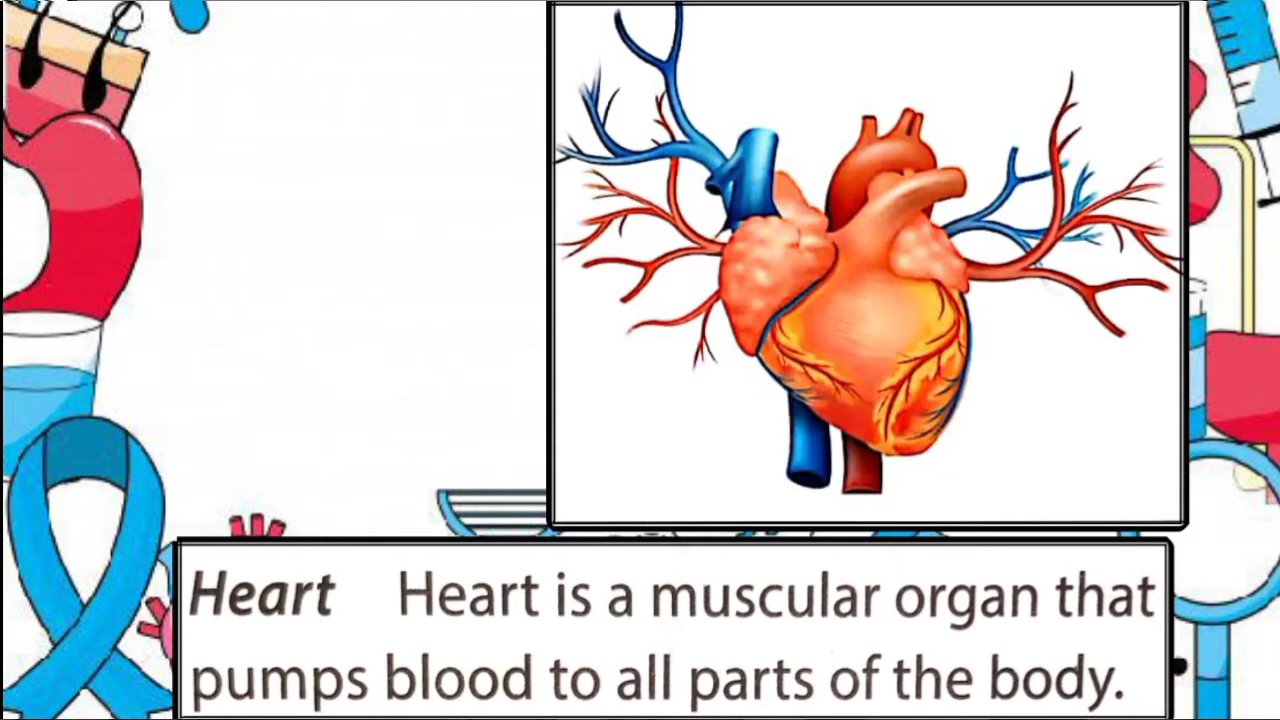 Heart Heart is a muscular organ that
pumps blood to all parts of the body.